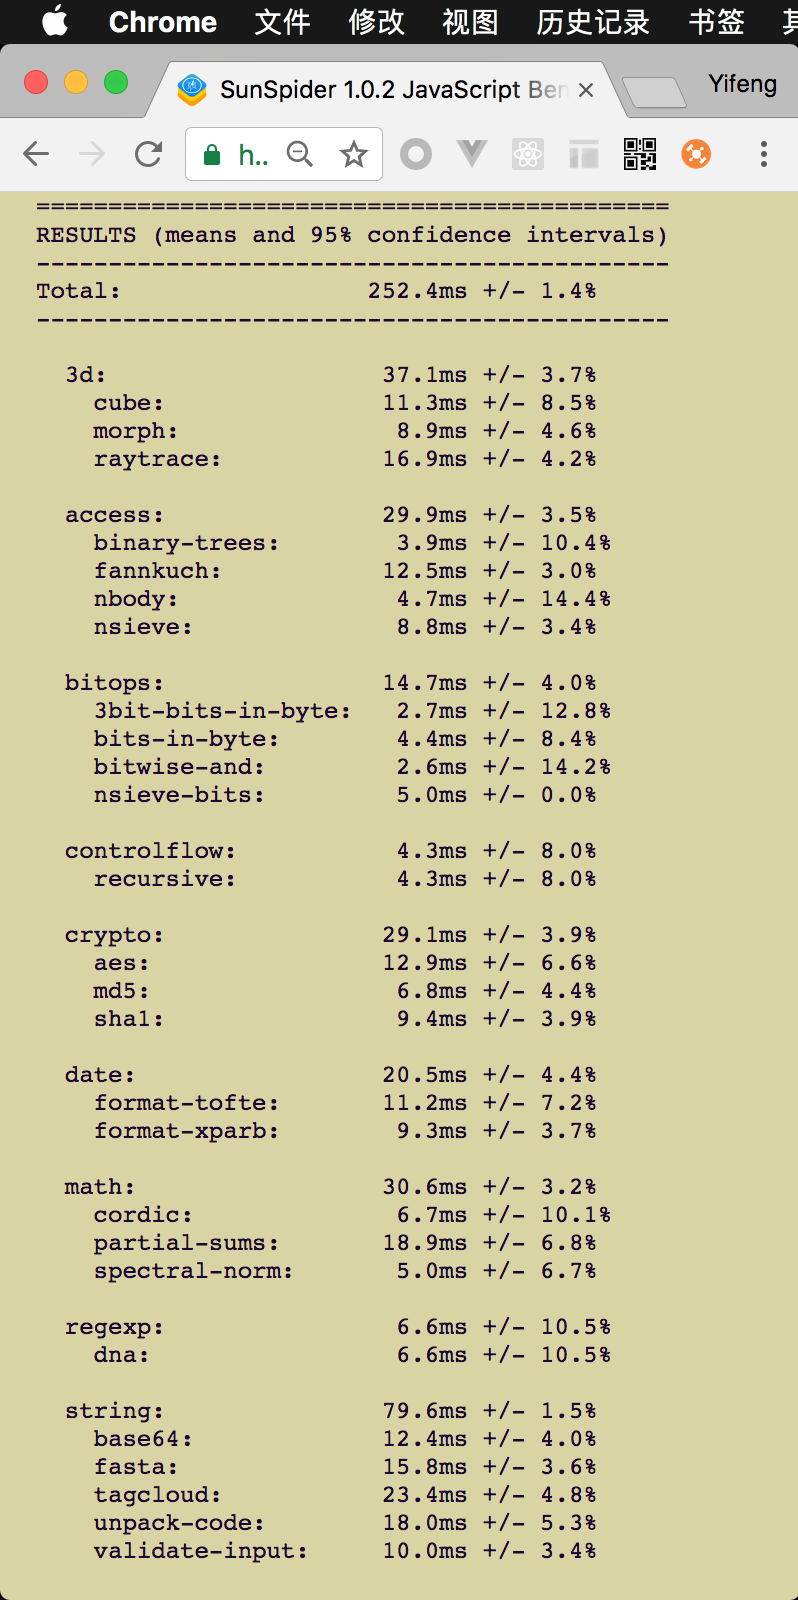 Chrome 文件 修改 视图 历史记录 书签
SunSpider 1.0.2 JavaScript Ben
Yifeng
h..
============================================
RESULTS (means and 95% confidence intervals)
--------------------------------------------
Total:                 252.4ms +/- 1.4%
--------------------------------------------
  3d:                   37.1ms +/- 3.7%
    cube:               11.3ms +/- 8.5%
    morph:               8.9ms +/- 4.6%
    raytrace:           16.9ms +/- 4.2%
  access:               29.9ms +/- 3.5%
    binary-trees:        3.9ms +/- 10.4%
    fannkuch:           12.5ms +/- 3.0%
    nbody:               4.7ms +/- 14.4%
    nsieve:              8.8ms +/- 3.4%
  bitops:               14.7ms +/- 4.0%
    3bit-bits-in-byte:   2.7ms +/- 12.8%
    bits-in-byte:        4.4ms +/- 8.4%
    bitwise-and:         2.6ms +/- 14.2%
    nsieve-bits:         5.0ms +/- 0.0%
  controlflow:           4.3ms +/- 8.0%
    recursive:           4.3ms +/- 8.0%
  crypto:               29.1ms +/- 3.9%
    aes:                12.9ms +/- 6.6%
    md5:                 6.8ms +/- 4.4%
    sha1:                9.4ms +/- 3.9%
  date:                 20.5ms +/- 4.4%
    format-tofte:       11.2ms +/- 7.2%
    format-xparb:        9.3ms +/- 3.7%
  math:                 30.6ms +/- 3.2%
    cordic:              6.7ms +/- 10.1%
    partial-sums:       18.9ms +/- 6.8%
    spectral-norm:       5.0ms +/- 6.7%
  regexp:                6.6ms +/- 10.5%
    dna:                 6.6ms +/- 10.5%
  string:               79.6ms +/- 1.5%
    base64:             12.4ms +/- 4.0%
    fasta:              15.8ms +/- 3.6%
    tagcloud:           23.4ms +/- 4.8%
    unpack-code:        18.0ms +/- 5.3%
    validate-input:     10.0ms +/- 3.4%